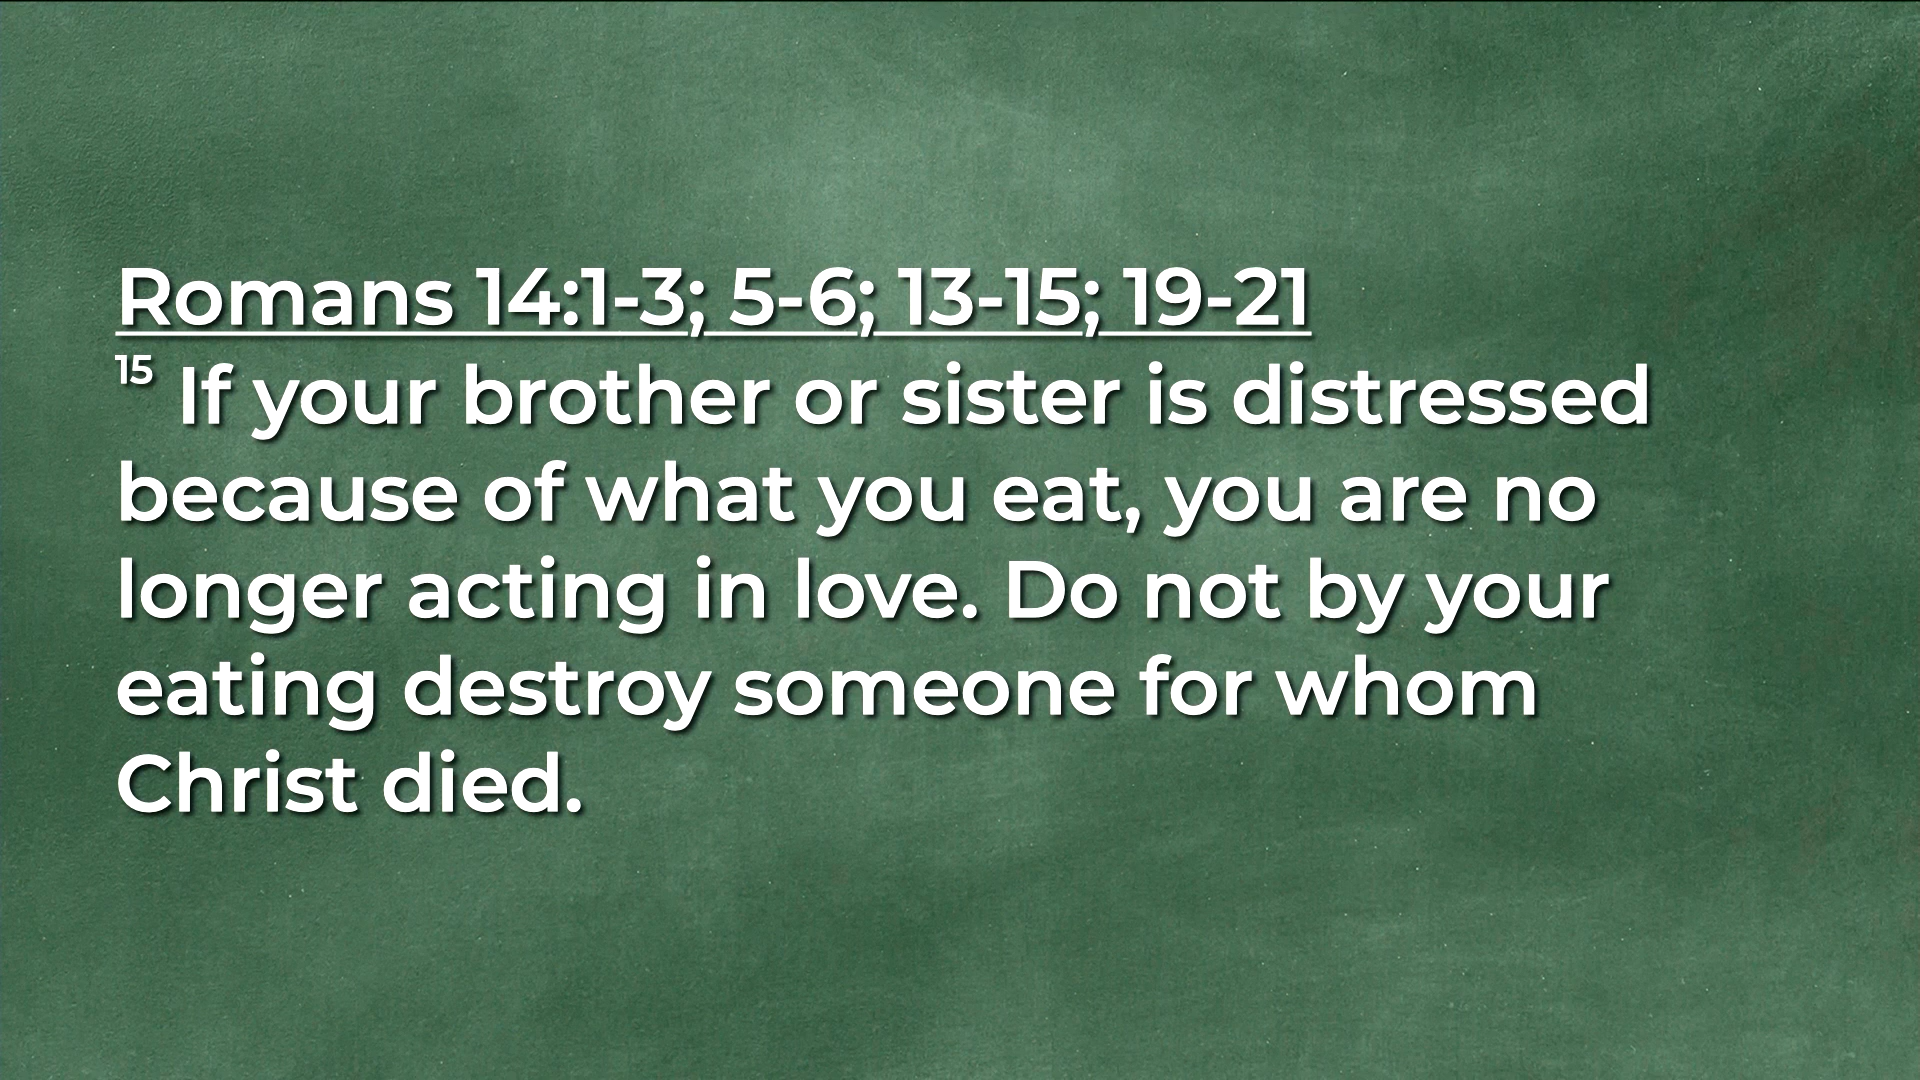 Romans 14:1-3; 5-6; 13-15; 19-21
15 If your brother or sister is distressed
because of what you eat, you are no
longer acting in love. Do not by your
eating destroy someone for whom
Christ died.